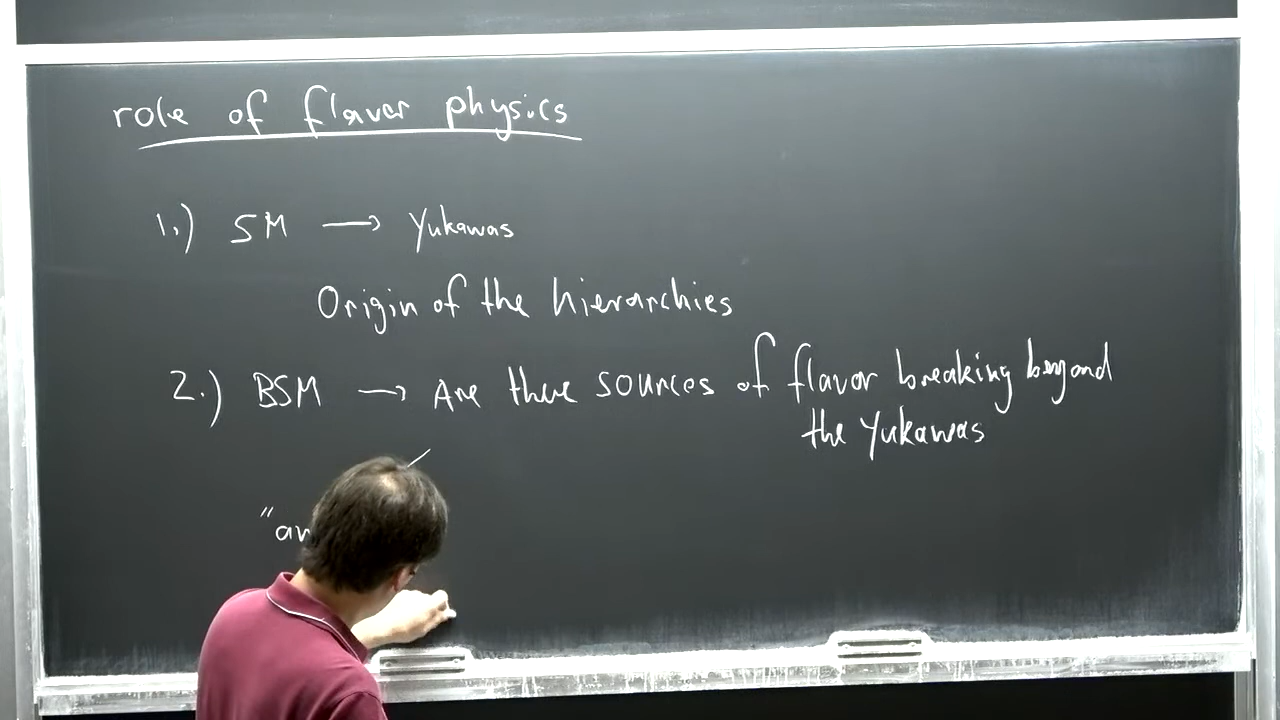 role of flavor physics
1.) SM → Yukawas
Origin of the hierarchies
2.) BSM → Are there sources of flavor breaking beyond
the Yukawas